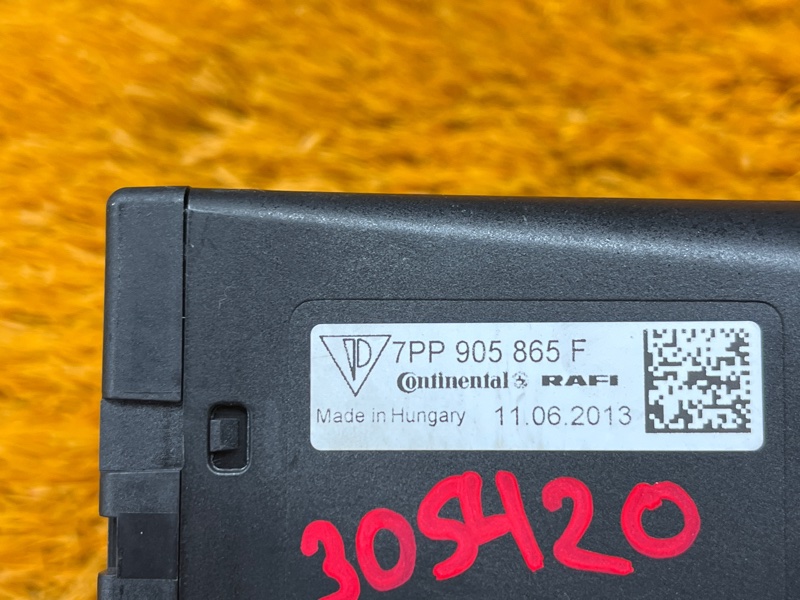 7PP 905 865 F
Continental RAFI
Made in Hungary 11.06.2013
305420